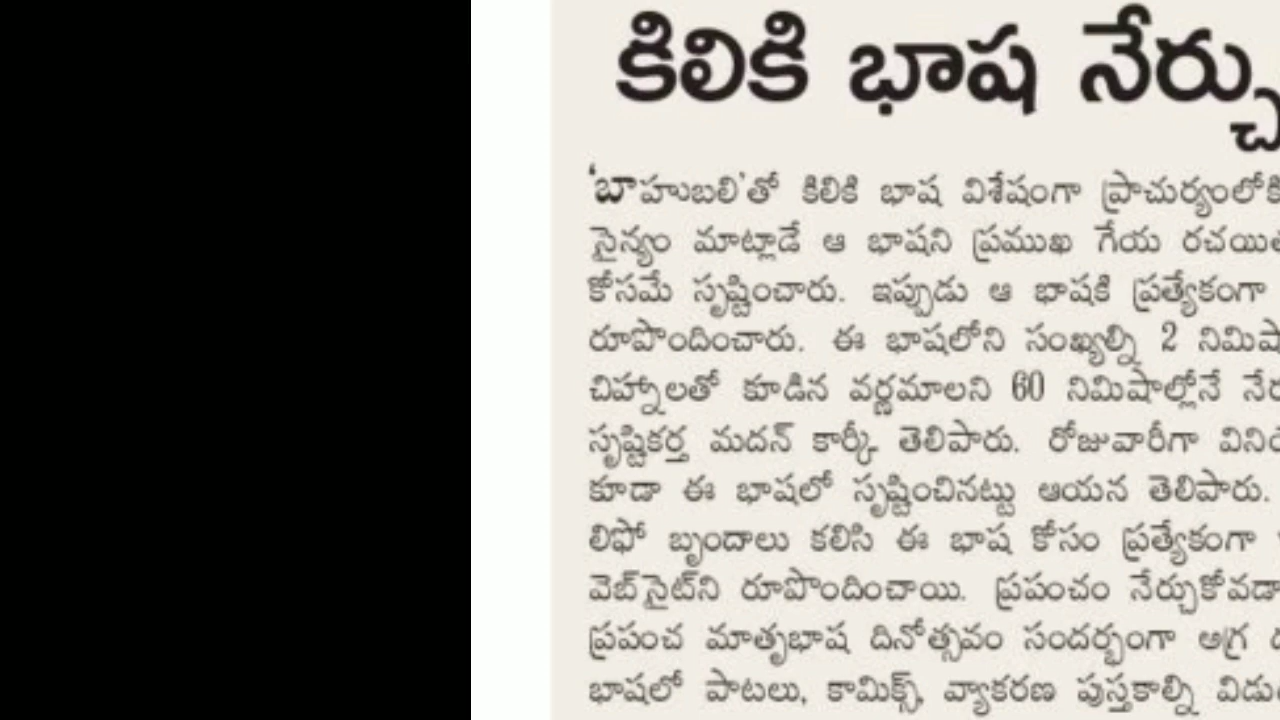 కిలికి భాష నేర్చు
‘బాహుబలి’తో కిలికి భాష విశేషంగా ప్రాచుర్యంలోకి
సైన్యం మాట్లాడే ఆ భాషని ప్రముఖ గేయ
కోసమే సృష్టించారు. ఇప్పుడు ఆ భాషకి ప్రత్యేకంగా
రూపొందించారు. ఈ భాషలోని సంఖ్యల్ని 2
చిహ్నాలతో కూడిన వర్ణమాలని 60 నిమిషాల్లోనే
సృష్టికర్త మదన్ కార్కీ తెలిపారు. రోజువారీగా
కూడా ఈ భాషలో సృష్టించినట్టు ఆయన తెలిపారు.
లిఫో బృందాలు కలిసి ఈ భాష కోసం ప్రత్యేకంగా
వెబ్‌సైట్‌ని రూపొందించాయి. ప్రపంచం
ప్రపంచ మాతృభాష దినోత్సవం సందర్భంగా ఆగ్ర
భాషలో పాటలు, కామిక్స్, వ్యాకరణ పుస్తకాల్ని